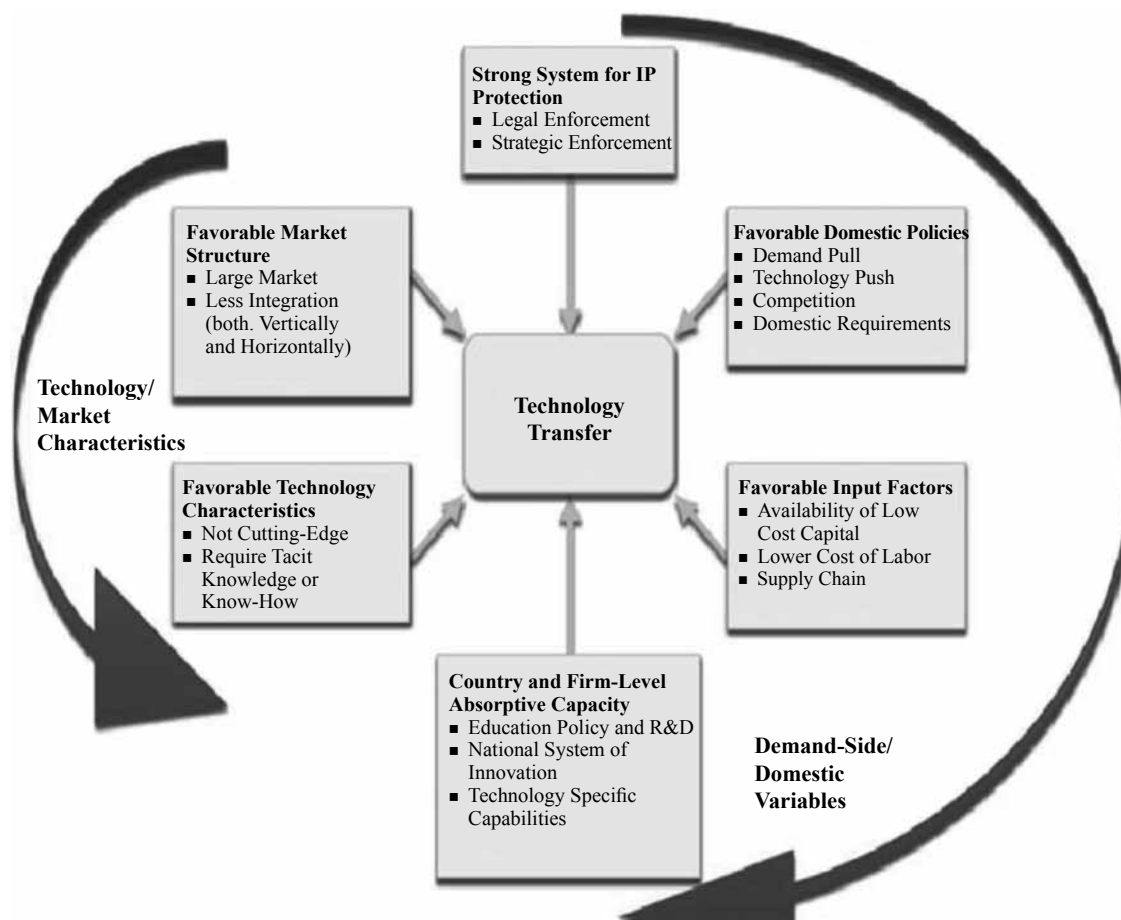 Strong System for IP
Protection
■ Legal Enforcement
■ Strategic Enforcement
Favorable Market
Structure
■ Large Market
■ Less Integration
(both. Vertically
and Horizontally)
Favorable Domestic Policies
■ Demand Pull
■ Technology Push
■ Competition
■ Domestic Requirements
Technology/
Market
Characteristics
Technology
Transfer
Favorable Technology
Characteristics
■ Not Cutting-Edge
■ Require Tacit
Knowledge or
Know-How
Favorable Input Factors
■ Availability of Low
Cost Capital
■ Lower Cost of Labor
■ Supply Chain
Country and Firm-Level
Absorptive Capacity
■ Education Policy and R&D
■ National System of
Innovation
■ Technology Specific
Capabilities
Demand-Side/
Domestic
Variables